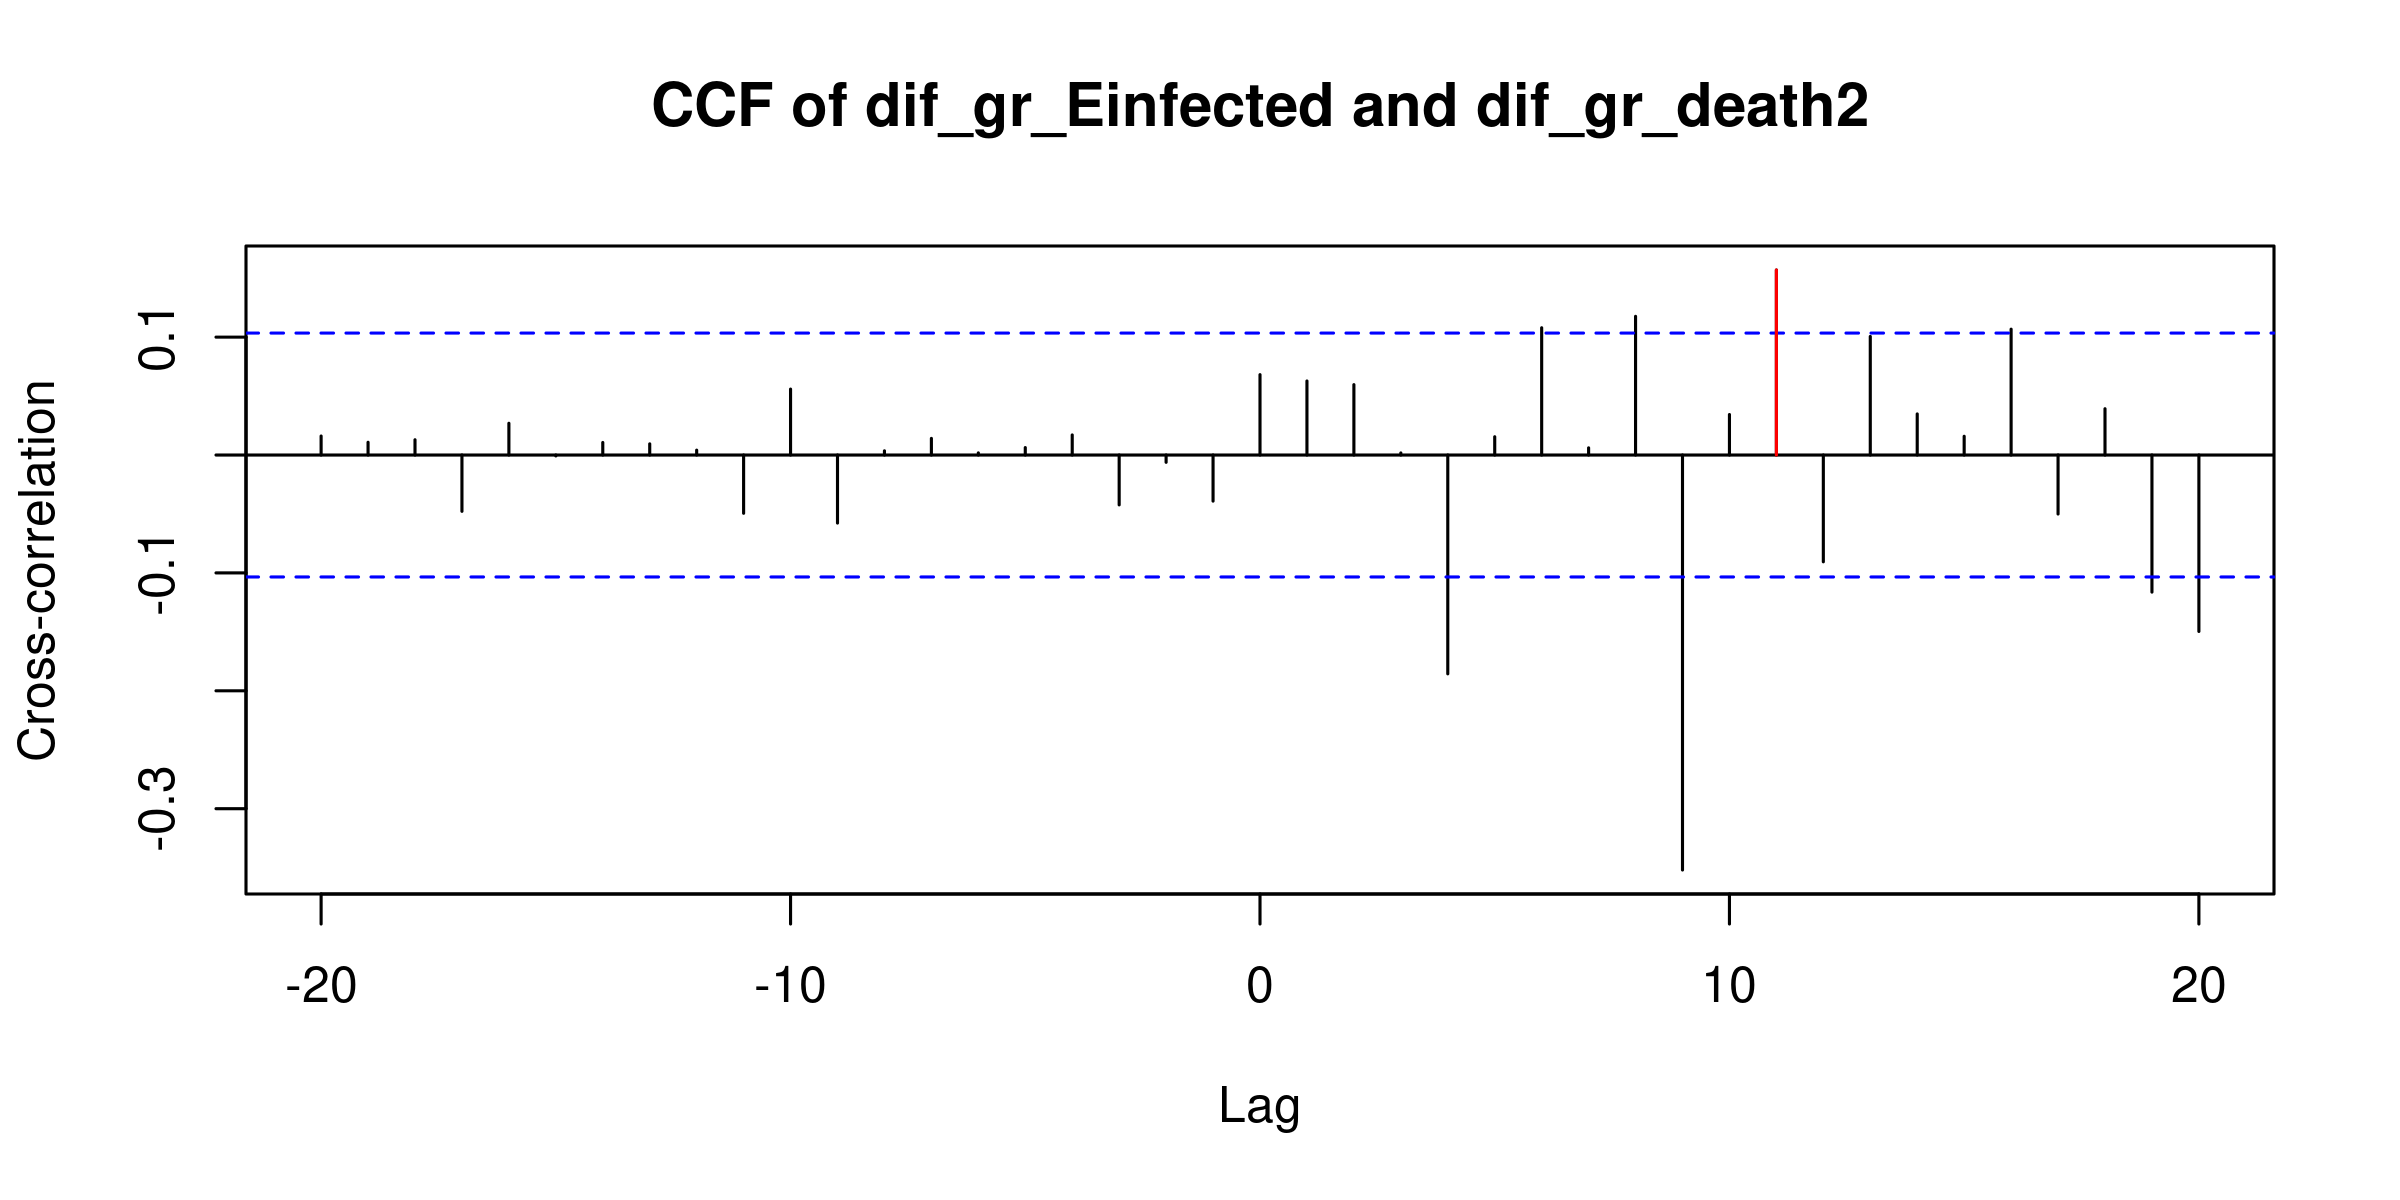 CCF of dif_gr_Einfected and dif_gr_death2
Cross-correlation
0.1
-0.1
-0.3
-20 -10 0 10 20
Lag